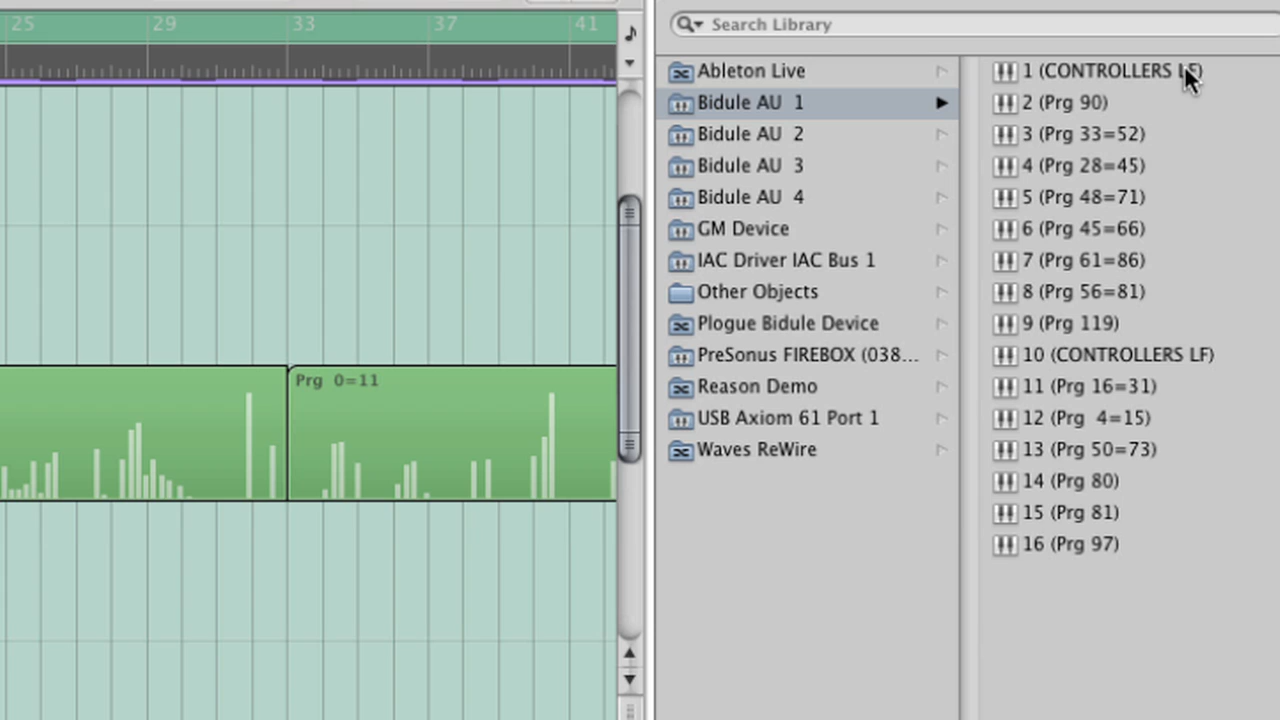 25 29 33 37 41
Prg 0=11
Search Library
Ableton Live
Bidule AU 1
Bidule AU 2
Bidule AU 3
Bidule AU 4
GM Device
IAC Driver IAC Bus 1
Other Objects
Plogue Bidule Device
PreSonus FIREBOX (038...
Reason Demo
USB Axiom 61 Port 1
Waves ReWire
1 (CONTROLLERS LF)
2 (Prg 90)
3 (Prg 33=52)
4 (Prg 28=45)
5 (Prg 48=71)
6 (Prg 45=66)
7 (Prg 61=86)
8 (Prg 56=81)
9 (Prg 119)
10 (CONTROLLERS LF)
11 (Prg 16=31)
12 (Prg 4=15)
13 (Prg 50=73)
14 (Prg 80)
15 (Prg 81)
16 (Prg 97)